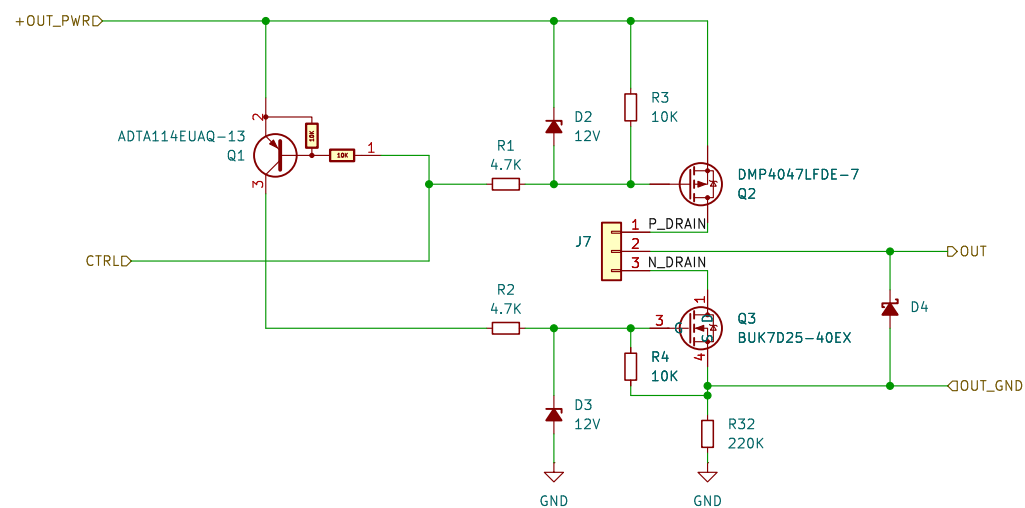 +OUT_PWR
2
10K
ADTA114EUAQ-13
Q1
10K
1
3
CTRL
D2
12V
R3
10K
R1
4.7K
DMP4047LFDE-7
Q2
J7
1
P_DRAIN
2
OUT
3
N_DRAIN
R2
4.7K
1
D
3
G
S
4
Q3
BUK7D25-40EX
D4
R4
10K
OUT_GND
D3
12V
R32
220K
GND
GND